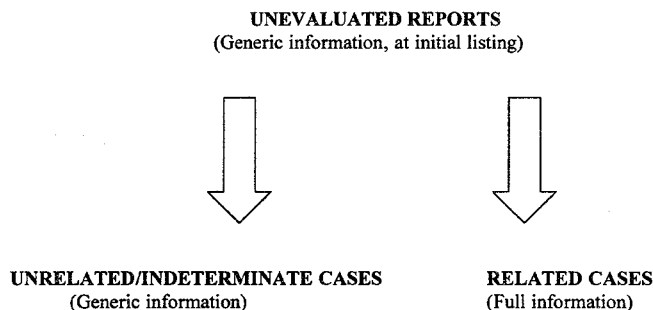 UNEVALUATED REPORTS
(Generic information, at initial listing)
UNRELATED/INDETERMINATE CASES
(Generic information)
RELATED CASES
(Full information)